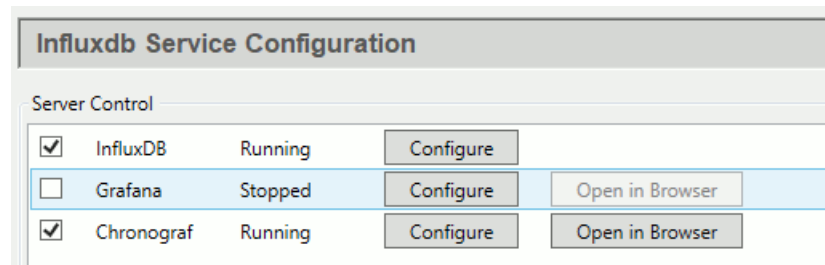 Influxdb Service Configuration
Server Control
InfluxDB Running Configure
Grafana Stopped Configure Open in Browser
Chronograf Running Configure Open in Browser